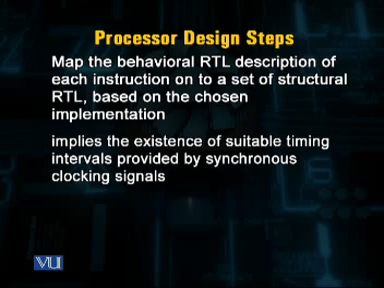 Processor Design Steps
Map the behavioral RTL description of
each instruction on to a set of structural
RTL, based on the chosen
implementation
implies the existence of suitable timing
intervals provided by synchronous
clocking signals
VU